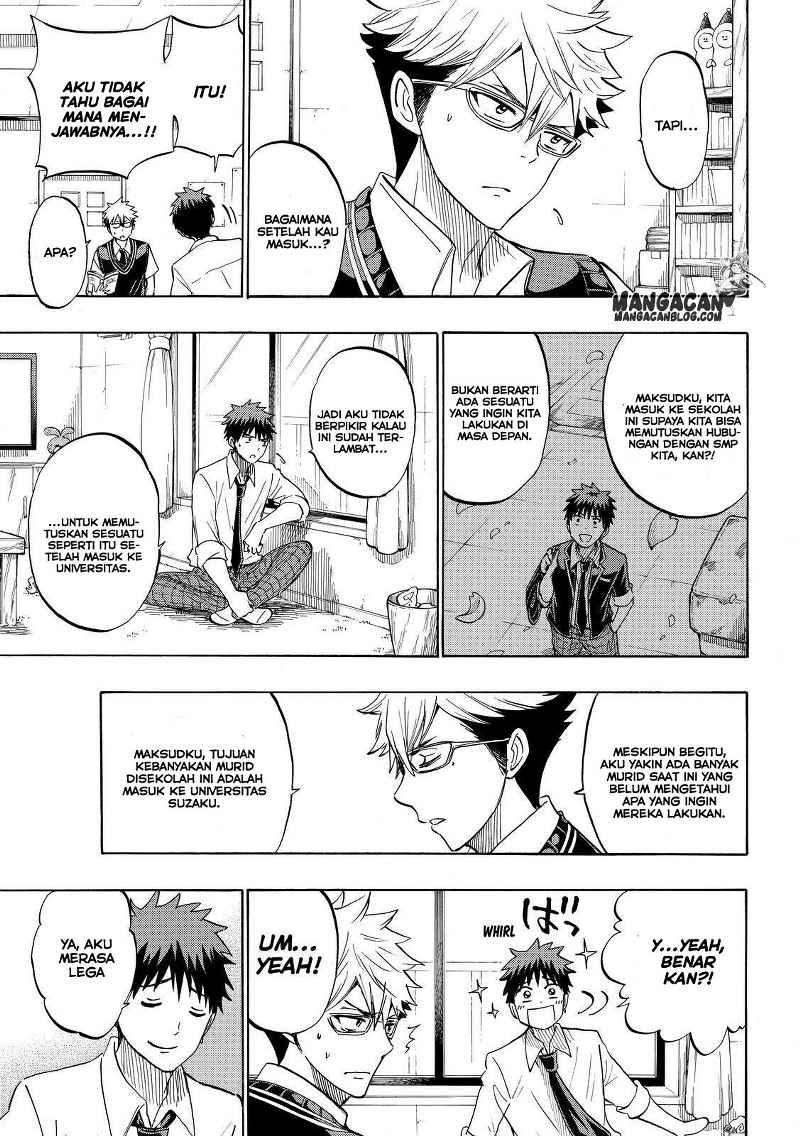 TAPI...
BAGAIMANA
SETELAH KAU
MASUK...?
ITU!
AKU TIDAK
TAHU BAGAI
MANA MEN-
JAWABNYA...!!
APA?
MANGACAN
MANGACANBLOG.COM
MAKSUDKU, KITA
MASUK KE SEKOLAH
INI SUPAYA KITA BISA
MEMUTUSKAN HUBU-
NGAN DENGAN SMP
KITA, KAN?!
BUKAN BERARTI
ADA SESUATU
YANG INGIN KITA
LAKUKAN DI
MASA DEPAN.
JADI AKU TIDAK
BERPIKIR KALAU
INI SUDAH TER-
LAMBAT...
...UNTUK MEMU-
TUSKAN SESUATU
SEPERTI ITU SE-
TELAH MASUK KE
UNIVERSITAS.
MESKIPUN BEGITU,
AKU YAKIN ADA BANYAK
MURID SAAT INI YANG
BELUM MENGETAHUI
APA YANG INGIN
MEREKA LAKUKAN.
MAKSUDKU, TUJUAN
KEBANYAKAN MURID
DISEKOLAH INI ADALAH
MASUK KE UNIVERSITAS
SUZAKU.
Y...YEAH,
BENAR
KAN?!
ばっ
WHIRL
UM...
YEAH!
YA, AKU
MERASA
LEGA